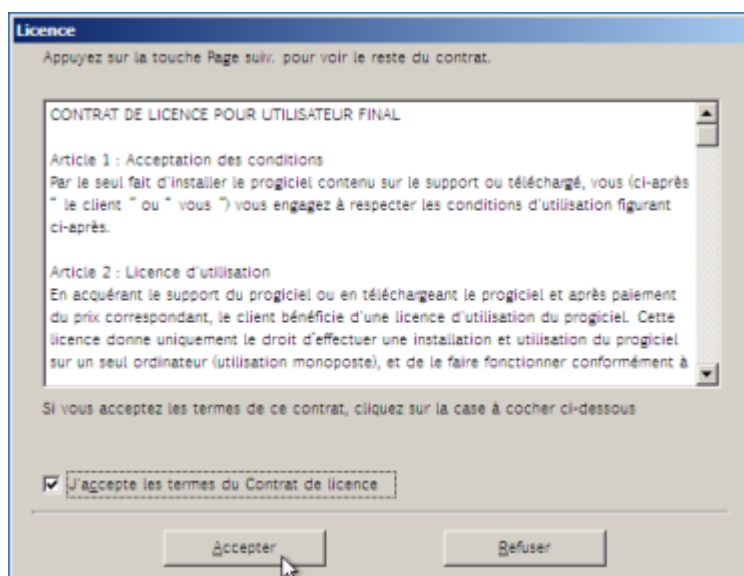 Licence
Appuyez sur la touche Page suiv. pour voir le reste du contrat.
CONTRAT DE LICENCE POUR UTILISATEUR FINAL
Article 1 : Acceptation des conditions
Par le seul fait d'installer le progiciel contenu sur le support ou téléchargé, vous (ci-après
" le client " ou " vous ") vous engagez à respecter les conditions d'utilisation figurant
ci-après.
Article 2 : Licence d'utilisation
En acquérant le support du progiciel ou en téléchargeant le progiciel et après paiement
du prix correspondant, le client bénéficie d'une licence d'utilisation du progiciel. Cette
licence donne uniquement le droit d'effectuer une installation et utilisation du progiciel
sur un seul ordinateur (utilisation monoposte), et de le faire fonctionner conformément à
Si vous acceptez les termes de ce contrat, cliquez sur la case à cocher ci-dessous
J'accepte les termes du Contrat de licence
Accepter
Refuser